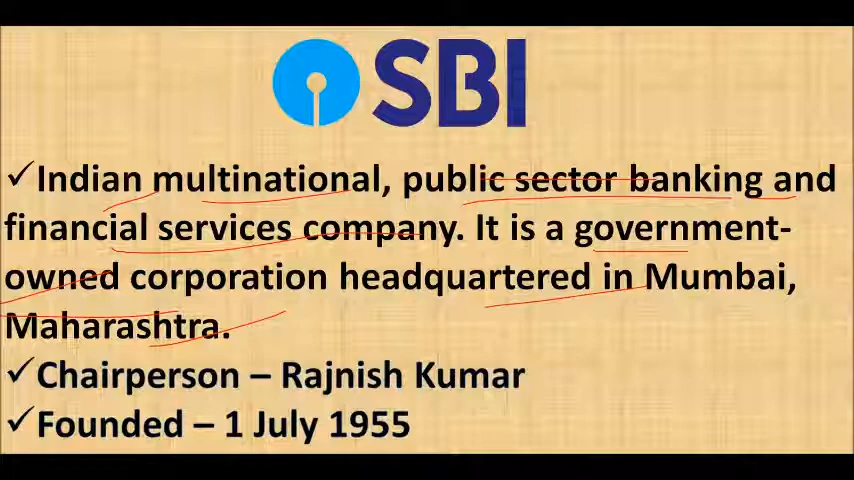 SBI
✓Indian multinational, public sector banking and
financial services company. It is a government-
owned corporation headquartered in Mumbai,
Maharashtra.
✓Chairperson – Rajnish Kumar
✓Founded – 1 July 1955